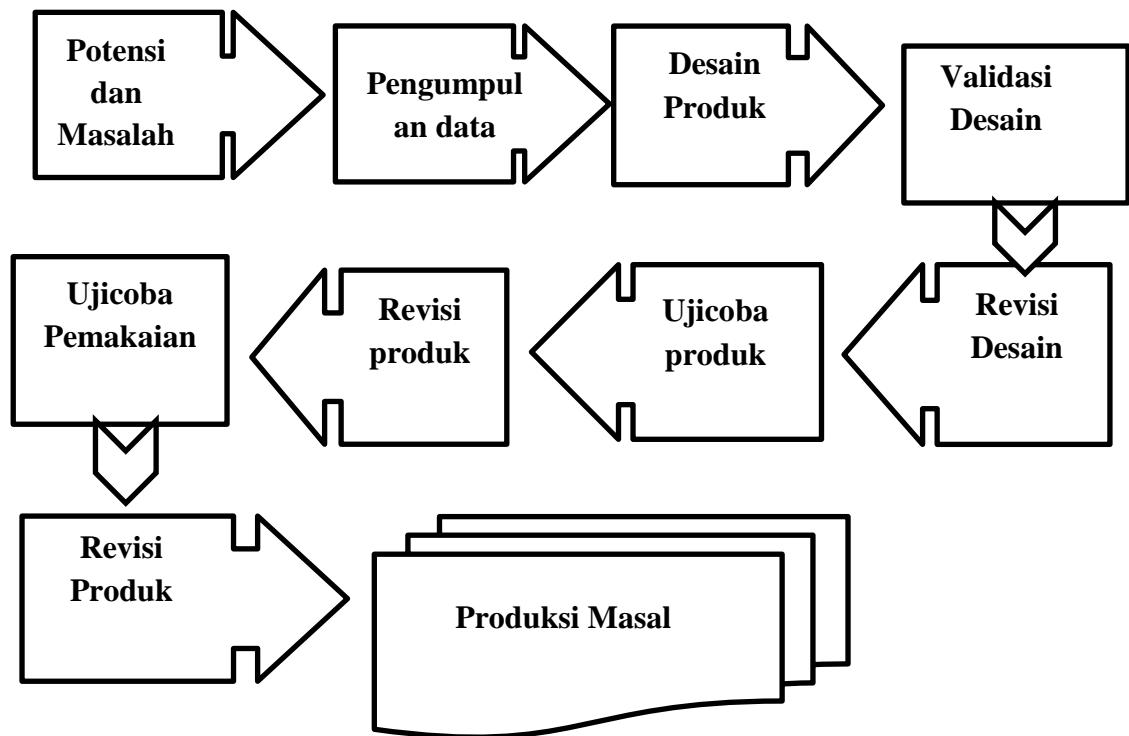 Potensi
dan
Masalah
Pengumpul
an data
Desain
Produk
Validasi
Desain
Revisi
Desain
Ujicoba
produk
Revisi
produk
Ujicoba
Pemakaian
Revisi
Produk
Produksi Masal